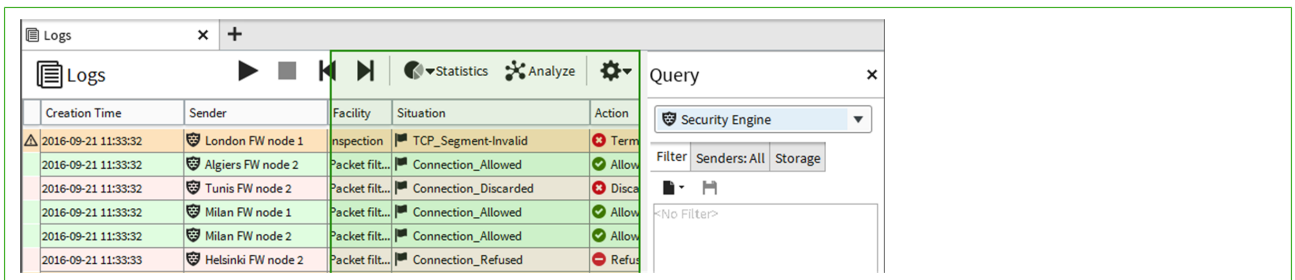 Logs
Logs Statistics Analyze
Creation Time Sender Facility Situation Action
2016-09-21 11:33:32 London FW node 1 nspection TCP_Segment-Invalid Term
2016-09-21 11:33:32 Algiers FW node 2 Packet filt... Connection_Allowed Allow
2016-09-21 11:33:32 Tunis FW node 2 Packet filt... Connection_Discarded Disca
2016-09-21 11:33:32 Milan FW node 1 Packet filt... Connection_Allowed Allow
2016-09-21 11:33:32 Milan FW node 2 Packet filt... Connection_Allowed Allow
2016-09-21 11:33:33 Helsinki FW node 2 Packet filt... Connection_Refused Refus
Query
Security Engine
Filter Senders: All Storage
<No Filter>